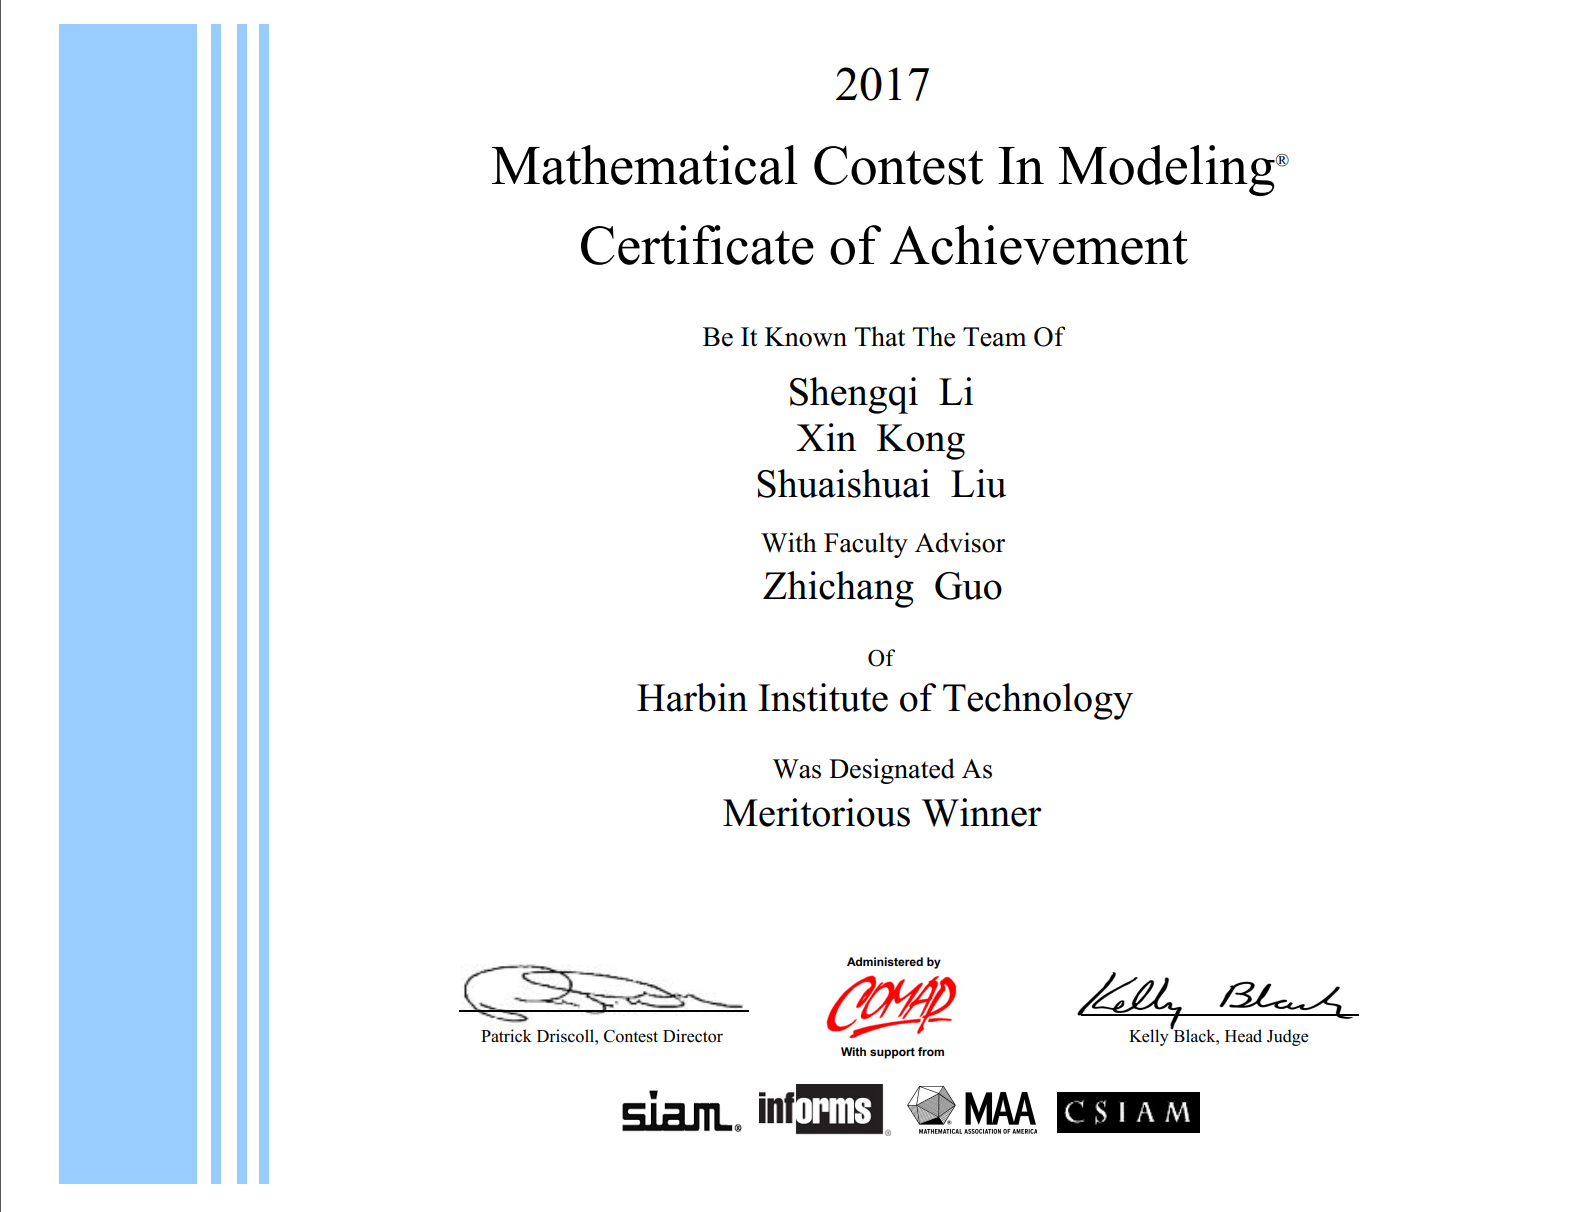 2017
Mathematical Contest In Modeling®
Certificate of Achievement
Be It Known That The Team Of
Shengqi Li
Xin Kong
Shuaishuai Liu
With Faculty Advisor
Zhichang Guo
Of
Harbin Institute of Technology
Was Designated As
Meritorious Winner
Administered by
COMAP
Kelly Black
Patrick Driscoll, Contest Director
Kelly Black, Head Judge
With support from
siam®
informs®
MAA
MATHEMATICAL ASSOCIATION OF AMERICA
CSIAM